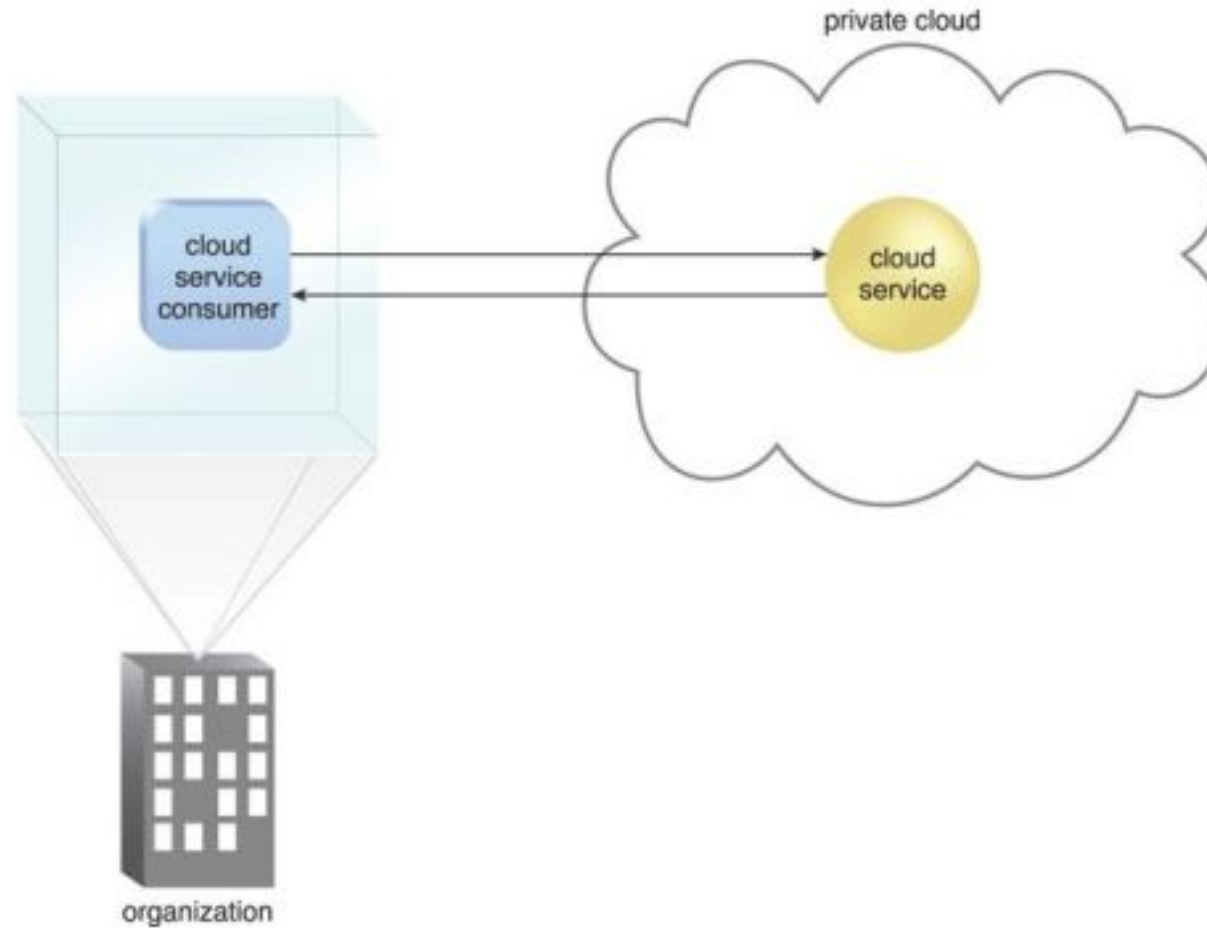 private cloud
cloud
service
consumer
cloud
service
organization